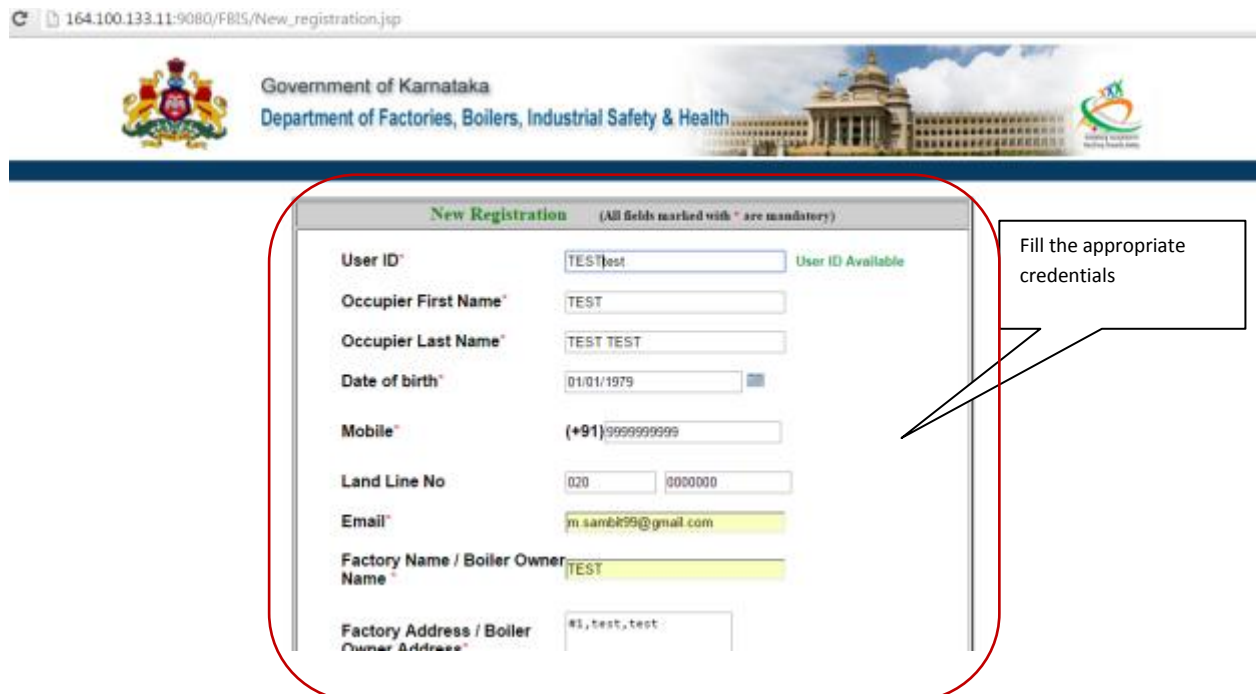 164.100.133.11:9080/FBIS/New_registration.jsp
Government of Karnataka
Department of Factories, Boilers, Industrial Safety & Health
New Registration (All fields marked with * are mandatory)
User ID* TESTtest User ID Available
Occupier First Name* TEST
Occupier Last Name* TEST TEST
Date of birth* 01/01/1979
Mobile* (+91) 9999999999
Land Line No 020 0000000
Email* m.sambit99@gmail.com
Factory Name / Boiler Owner
Name * TEST
Factory Address / Boiler #1,test,test
Owner Address*
Fill the appropriate
credentials